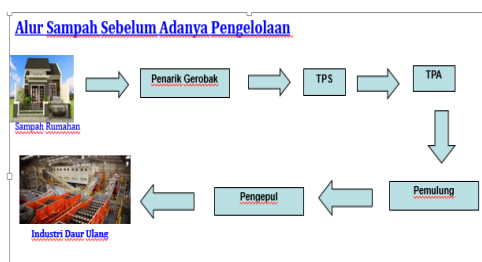 Alur Sampah Sebelum Adanya Pengelolaan
Penarik Gerobak
TPS
TPA
Sampah Rumahan
Pemulung
Pengepul
Industri Daur Ulang